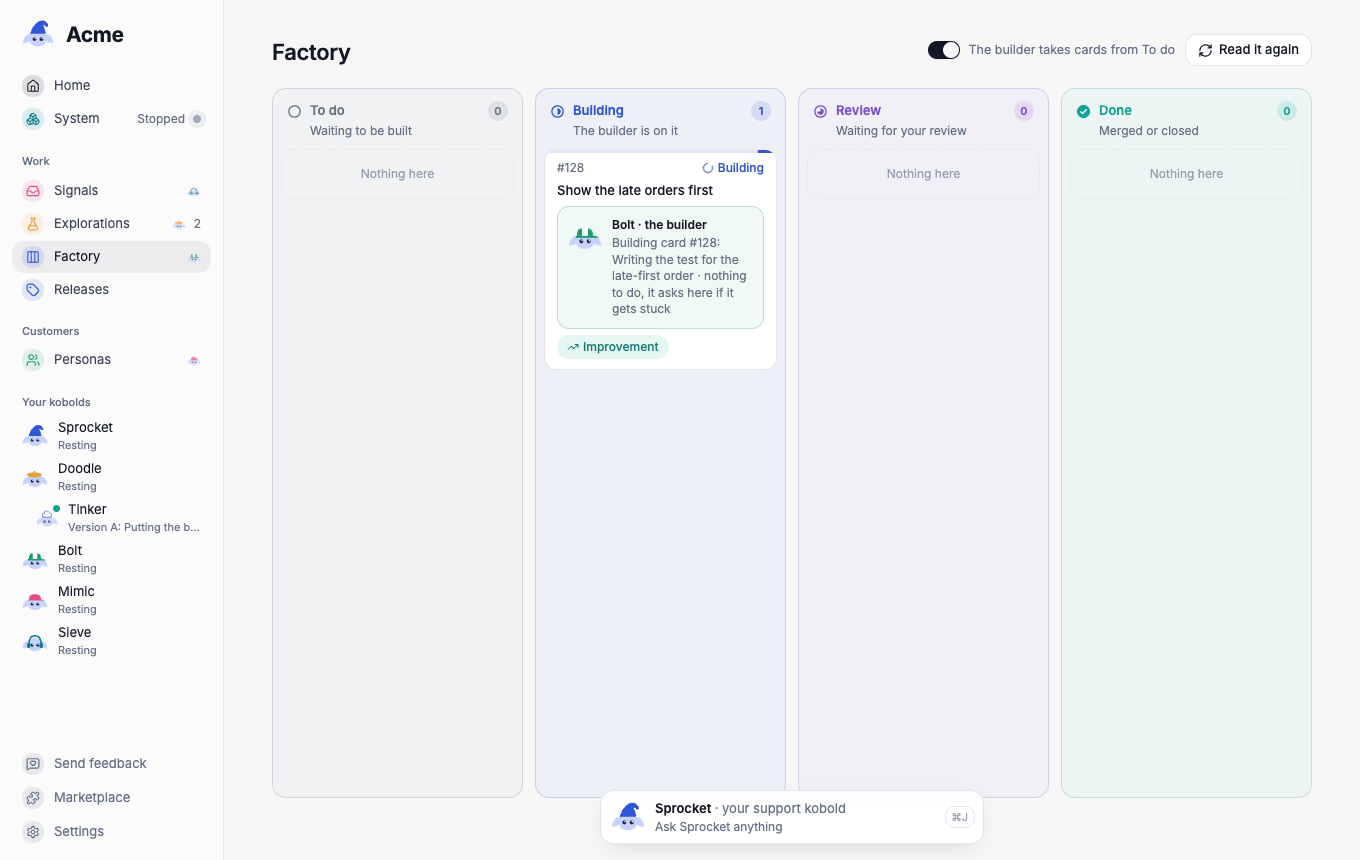 Acme
Home
System
Stopped
Work
Signals
Explorations
2
Factory
Releases
Customers
Personas
Your kobolds
Sprocket
Resting
Doodle
Resting
Tinker
Version A: Putting the b...
Bolt
Resting
Mimic
Resting
Sieve
Resting
Send feedback
Marketplace
Settings
Factory
The builder takes cards from To do
Read it again
To do
0
Waiting to be built
Nothing here
Building
1
The builder is on it
#128
Building
Show the late orders first
Bolt · the builder
Building card #128:
Writing the test for the
late-first order · nothing
to do, it asks here if it
gets stuck
Improvement
Review
0
Waiting for your review
Nothing here
Done
0
Merged or closed
Nothing here
Sprocket · your support kobold
Ask Sprocket anything
⌘J